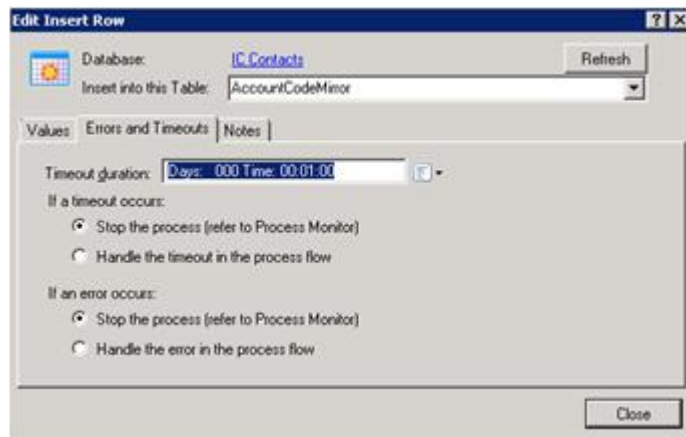 Edit Insert Row
Database: IC Contacts Refresh
Insert into this Table: AccountCodeMirror
Values Errors and Timeouts Notes
Timeout duration: Days: 000 Time: 00:01:00
If a timeout occurs:
Stop the process (refer to Process Monitor)
Handle the timeout in the process flow
If an error occurs:
Stop the process (refer to Process Monitor)
Handle the error in the process flow
Close